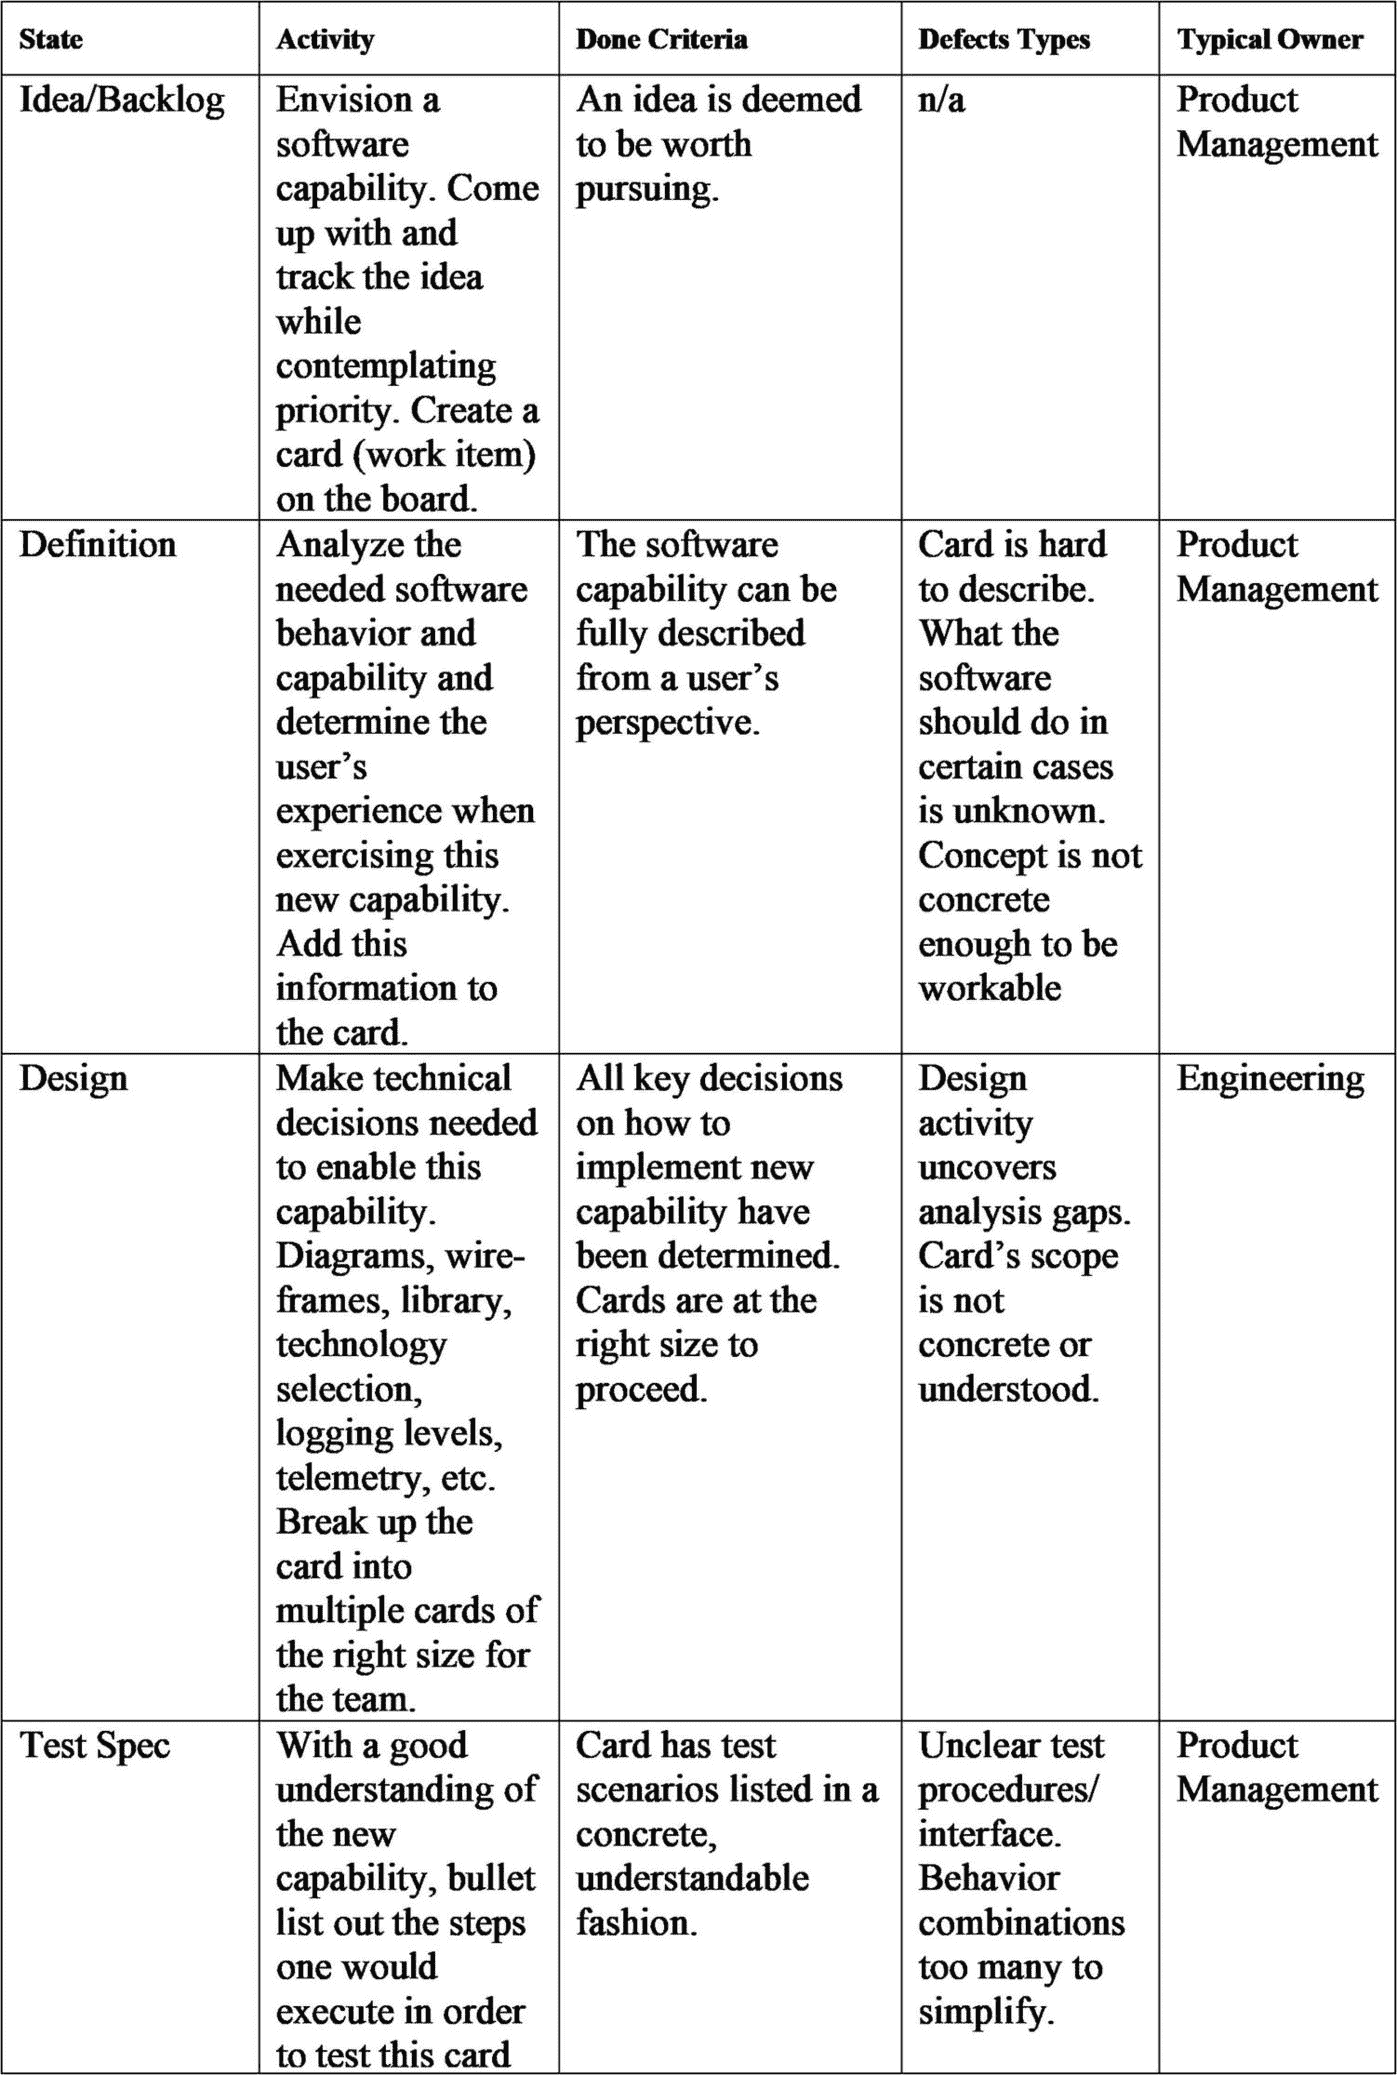 State
Activity
Done Criteria
Defects Types
Typical Owner
Idea/Backlog
Envision a
software
capability. Come
up with and
track the idea
while
contemplating
priority. Create a
card (work item)
on the board.
An idea is deemed
to be worth
pursuing.
n/a
Product
Management
Definition
Analyze the
needed software
behavior and
capability and
determine the
user’s
experience when
exercising this
new capability.
Add this
information to
the card.
The software
capability can be
fully described
from a user’s
perspective.
Card is hard
to describe.
What the
software
should do in
certain cases
is unknown.
Concept is not
concrete
enough to be
workable
Product
Management
Design
Make technical
decisions needed
to enable this
capability.
Diagrams, wire-
frames, library,
technology
selection,
logging levels,
telemetry, etc.
Break up the
card into
multiple cards of
the right size for
the team.
All key decisions
on how to
implement new
capability have
been determined.
Cards are at the
right size to
proceed.
Design
activity
uncovers
analysis gaps.
Card’s scope
is not
concrete or
understood.
Engineering
Test Spec
With a good
understanding of
the new
capability, bullet
list out the steps
one would
execute in order
to test this card
Card has test
scenarios listed in a
concrete,
understandable
fashion.
Unclear test
procedures/
interface.
Behavior
combinations
too many to
simplify.
Product
Management